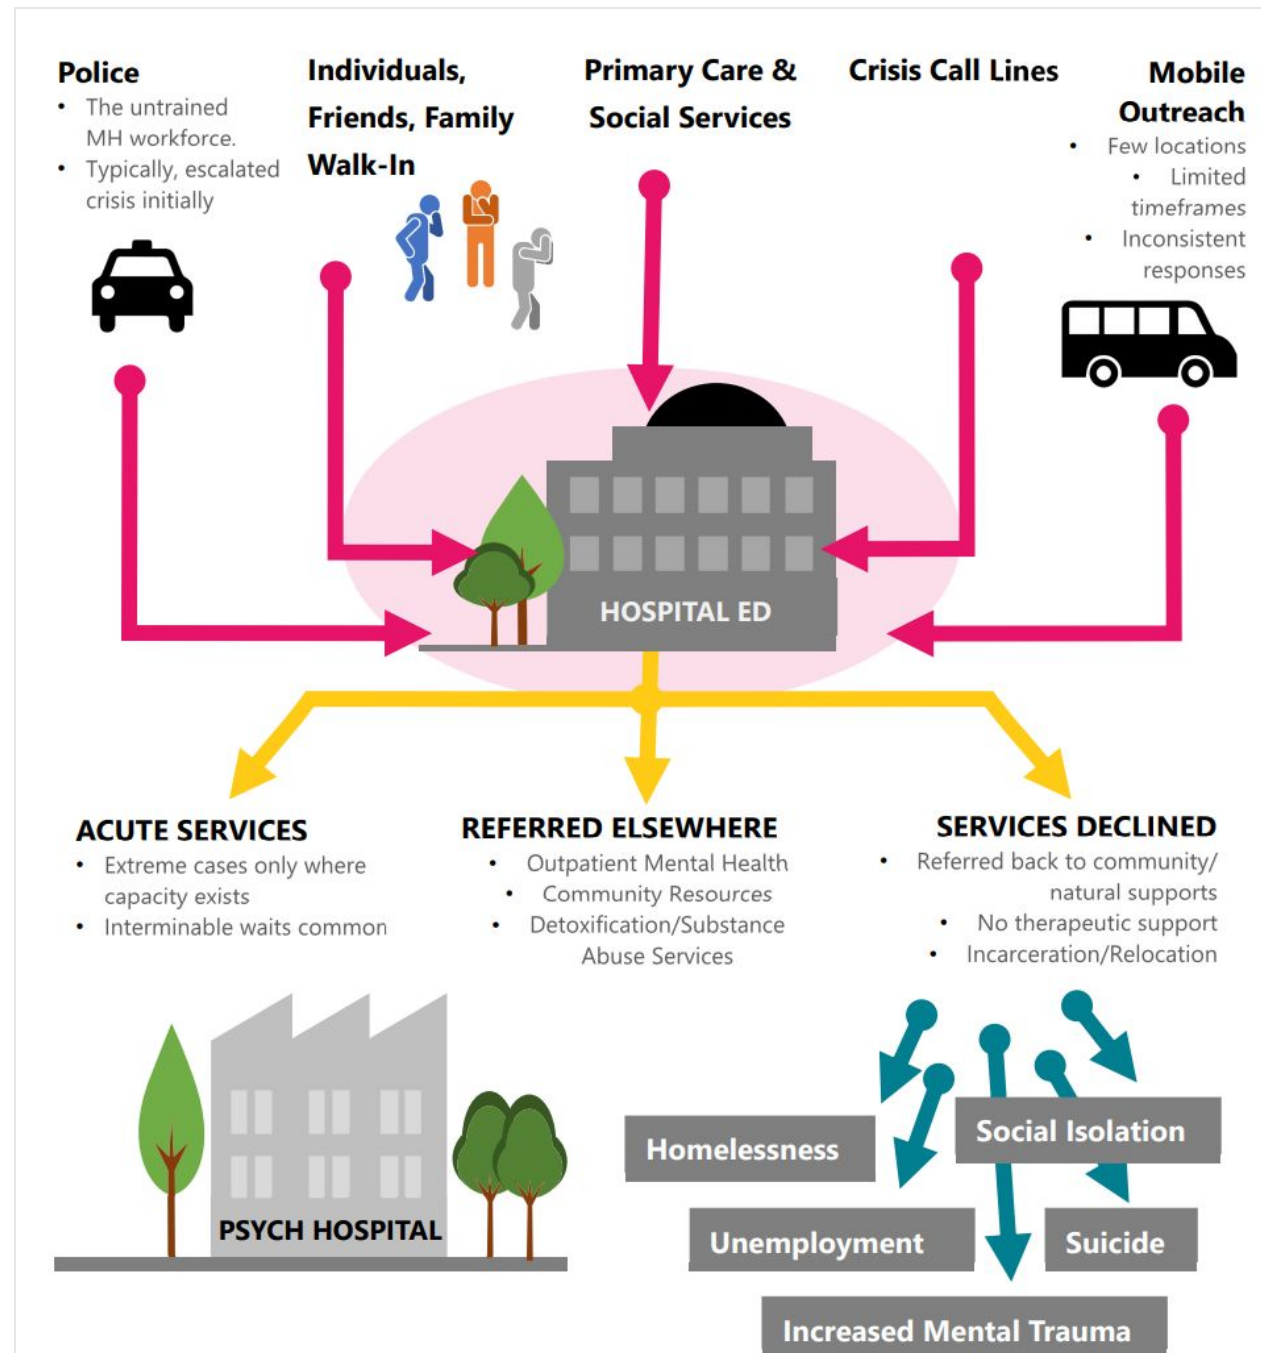 Police
• The untrained
MH workforce.
• Typically, escalated
crisis initially
Individuals,
Friends, Family
Walk-In
Primary Care &
Social Services
Crisis Call Lines
Mobile
Outreach
• Few locations
• Limited
timeframes
• Inconsistent
responses
HOSPITAL ED
ACUTE SERVICES
• Extreme cases only where
capacity exists
• Interminable waits common
REFERRED ELSEWHERE
• Outpatient Mental Health
• Community Resources
• Detoxification/Substance
Abuse Services
SERVICES DECLINED
• Referred back to community/
natural supports
• No therapeutic support
• Incarceration/Relocation
PSYCH HOSPITAL
Homelessness
Social Isolation
Unemployment
Suicide
Increased Mental Trauma